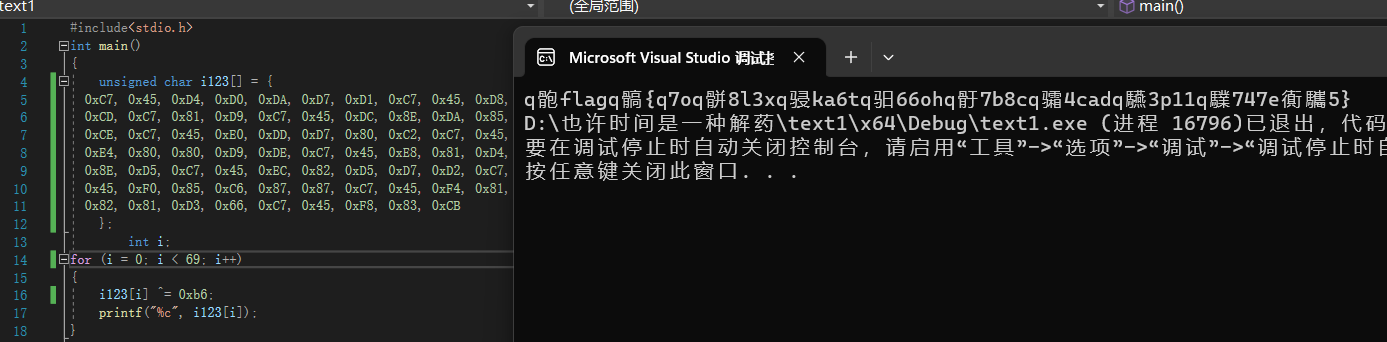 text1
(全局范围)
main()
1 #include<stdio.h>
2 int main()
3 {
4 unsigned char i123[] = {
5 0xC7, 0x45, 0xD4, 0xD0, 0xDA, 0xD7, 0xD1, 0xC7, 0x45, 0xD8,
6 0xCD, 0xC7, 0x81, 0xD9, 0xC7, 0x45, 0xDC, 0x8E, 0xDA, 0x85,
7 0xCE, 0xC7, 0x45, 0xE0, 0xDD, 0xD7, 0x80, 0xC2, 0xC7, 0x45,
8 0xE4, 0x80, 0x80, 0xD9, 0xDE, 0xC7, 0x45, 0xE8, 0x81, 0xD4,
9 0x8E, 0xD5, 0xC7, 0x45, 0xEC, 0x82, 0xD5, 0xD7, 0xD2, 0xC7,
10 0x45, 0xF0, 0x85, 0xC6, 0x87, 0x87, 0xC7, 0x45, 0xF4, 0x81,
11 0x82, 0x81, 0xD3, 0x66, 0xC7, 0x45, 0xF8, 0x83, 0xCB
12 };
13 int i;
14 for (i = 0; i < 69; i++)
15 {
16 i123[i] ^= 0xb6;
17 printf("%c", i123[i]);
18 }
Microsoft Visual Studio 调试控
q骲flagq髇{q7oq骿8l3xq骎ka6tq驲66ohq骬7b8cq骦4cadq驠3p11q驜747e衠驨5}
D:\也许时间是一种解药\text1\x64\Debug\text1.exe (进程 16796)已退出，代码
要在调试停止时自动关闭控制台，请启用“工具”->“选项”->“调试”->“调试停止时自
按任意键关闭此窗口. . .